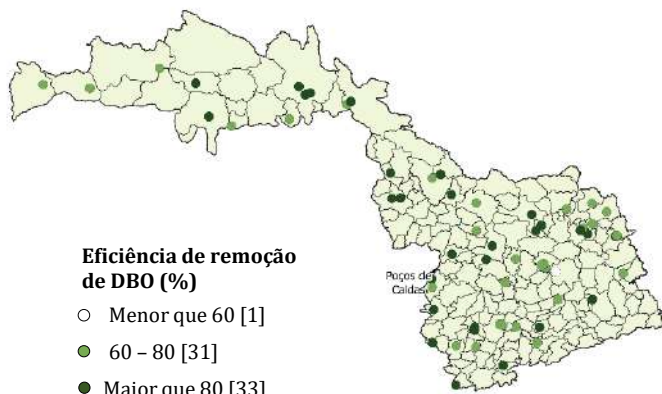 Poços de
Caldas
Eficiência de remoção
de DBO (%)
Menor que 60 [1]
60 – 80 [31]
Maior que 80 [33]